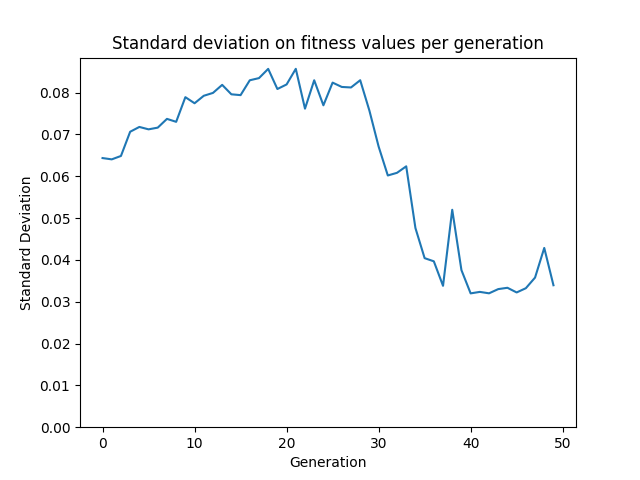 Standard deviation on fitness values per generation
Standard Deviation
0.08
0.07
0.06
0.05
0.04
0.03
0.02
0.01
0.00
0 10 20 30 40 50
Generation